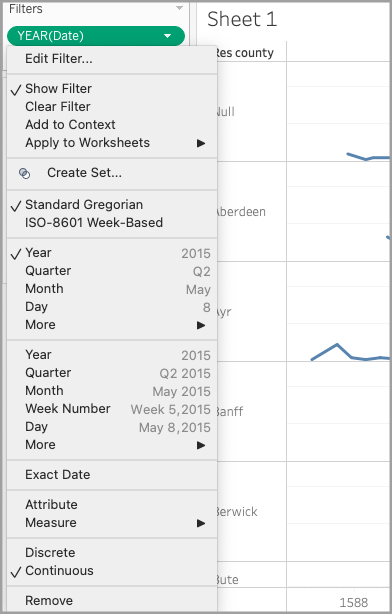 Filters
Sheet 1
YEAR(Date)
Res county
Edit Filter...
Show Filter
Clear Filter
Add to Context
Apply to Worksheets
Create Set...
Standard Gregorian
ISO-8601 Week-Based
Year 2015
Quarter Q2
Month May
Day 8
More
Year 2015
Quarter Q2 2015
Month May 2015
Week Number Week 5,2015
Day May 8,2015
More
Exact Date
Attribute
Measure
Discrete
Continuous
Remove
Null
Aberdeen
Ayr
Banff
Berwick
Bute
1588